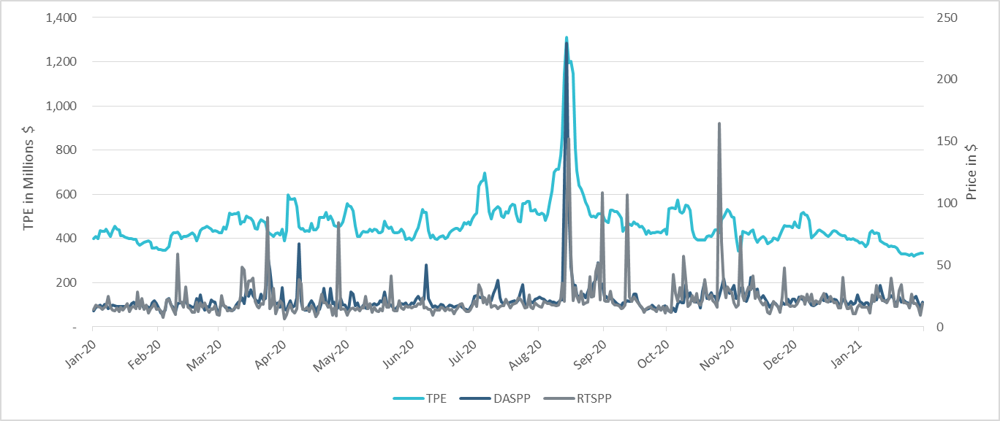 1,400
1,200
1,000
800
600
400
200
-
TPE in Millions $
250
200
150
100
50
0
Price in $
Jan-20
Feb-20
Mar-20
Apr-20
May-20
Jun-20
Jul-20
Aug-20
Sep-20
Oct-20
Nov-20
Dec-20
Jan-21
TPE DASPP RTSPP